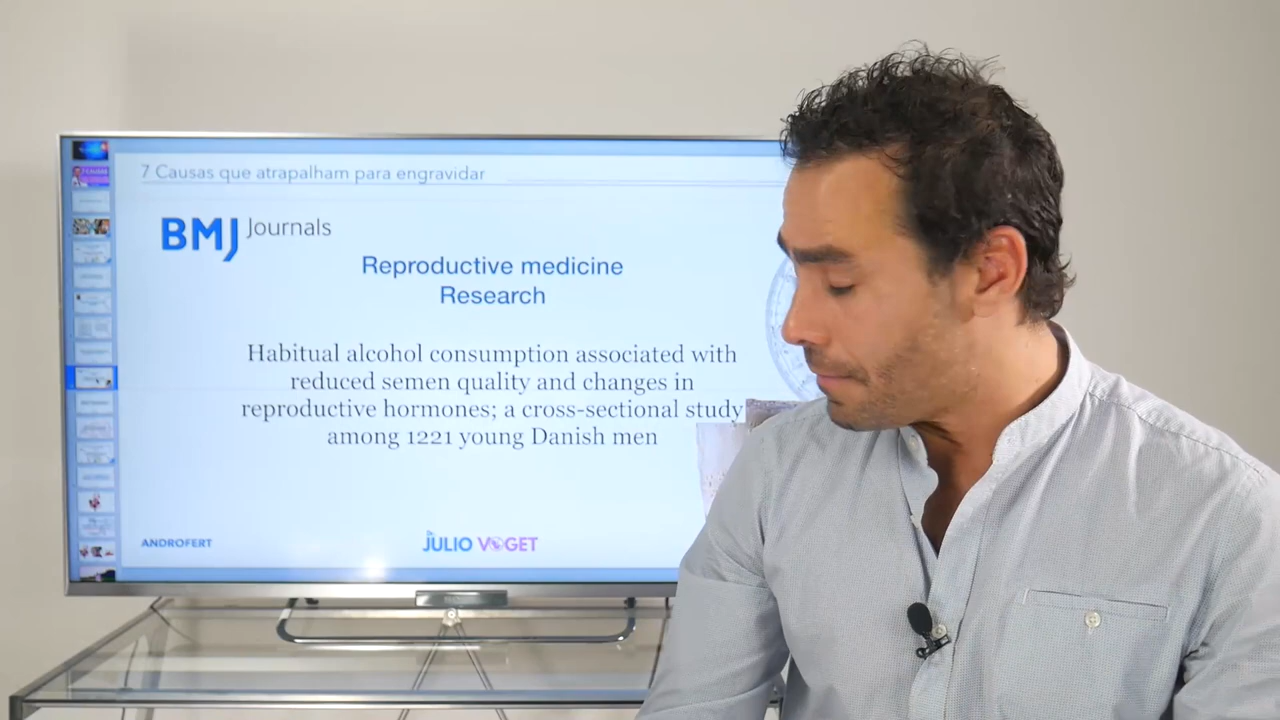 7 Causas que atrapalham para engravidar
BMJ Journals
Reproductive medicine
Research
Habitual alcohol consumption associated with
reduced semen quality and changes in
reproductive hormones; a cross-sectional study
among 1221 young Danish men
ANDROFERT
Dr. JULIO VOGET